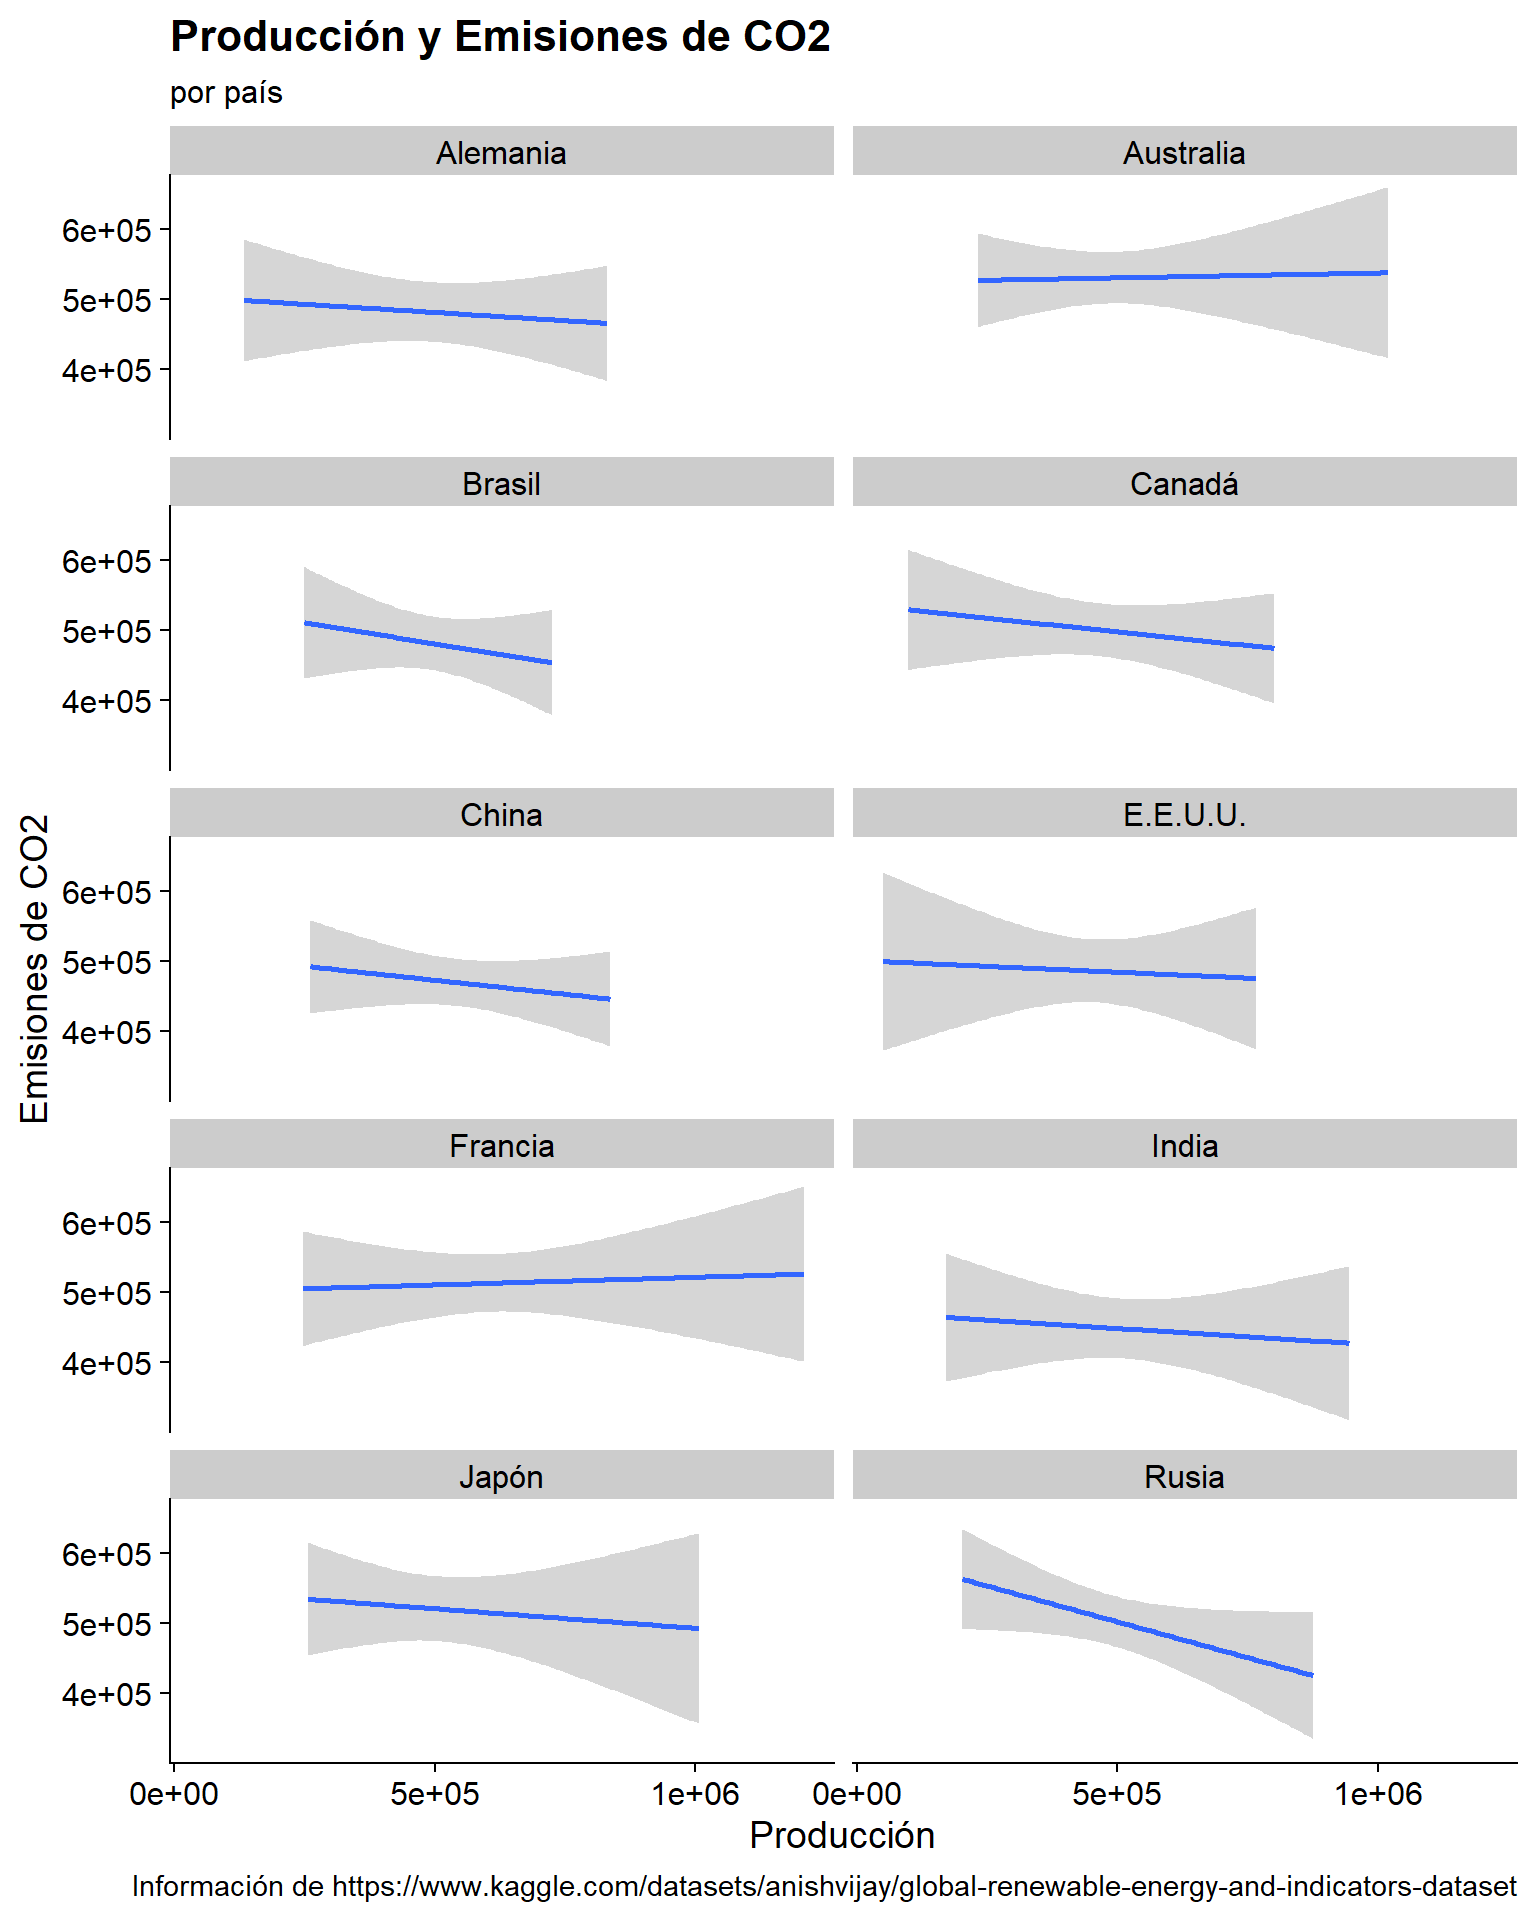 Producción y Emisiones de CO2
por país
Alemania
Australia
6e+05
5e+05
4e+05
Brasil
Canadá
6e+05
5e+05
4e+05
China
E.E.U.U.
6e+05
5e+05
4e+05
Francia
India
6e+05
5e+05
4e+05
Japón
Rusia
6e+05
5e+05
4e+05
Emisiones de CO2
0e+00 5e+05 1e+06 0e+00 5e+05 1e+06
Producción
Información de https://www.kaggle.com/datasets/anishvijay/global-renewable-energy-and-indicators-dataset